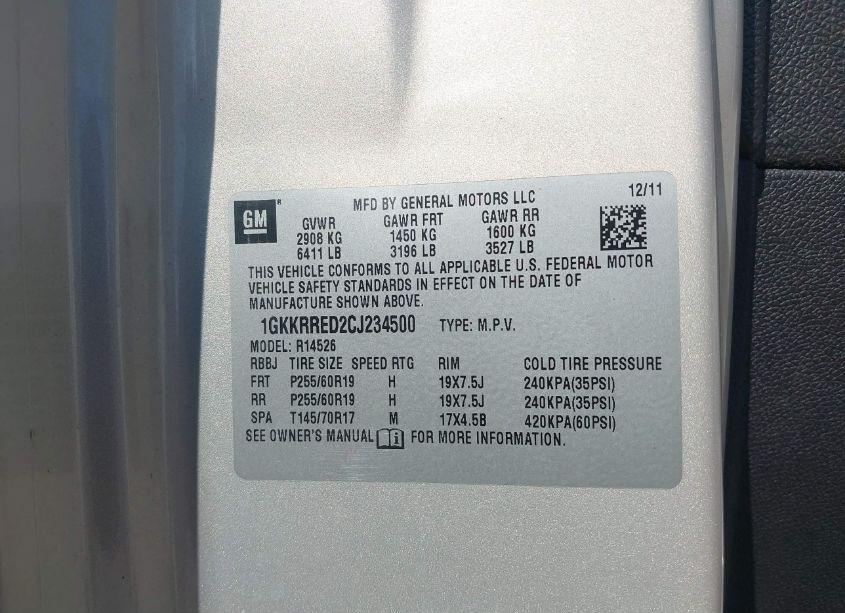 GM
MFD BY GENERAL MOTORS LLC 12/11
GVWR GAWR FRT GAWR RR
2908 KG 1450 KG 1600 KG
6411 LB 3196 LB 3527 LB
THIS VEHICLE CONFORMS TO ALL APPLICABLE U.S. FEDERAL MOTOR
VEHICLE SAFETY STANDARDS IN EFFECT ON THE DATE OF
MANUFACTURE SHOWN ABOVE.
1GKKRRED2CJ234500 TYPE: M.P.V.
MODEL: R14526
RBBJ TIRE SIZE SPEED RTG RIM COLD TIRE PRESSURE
FRT P255/60R19 H 19X7.5J 240KPA(35PSI)
RR P255/60R19 H 19X7.5J 240KPA(35PSI)
SPA T145/70R17 M 17X4.5B 420KPA(60PSI)
SEE OWNER'S MANUAL i FOR MORE INFORMATION.